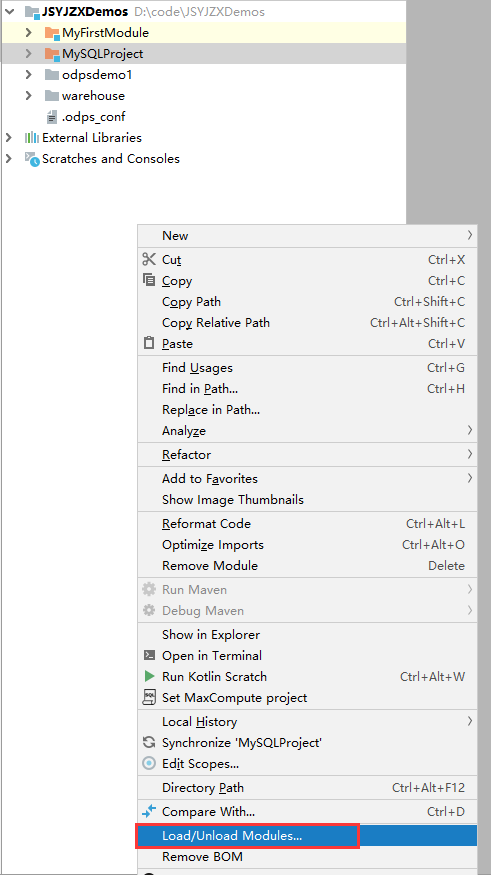 JSYJZXDemos D:\code\JSYJZXDemos
MyFirstModule
MySQLProject
odpsdemo1
warehouse
.odps_conf
External Libraries
Scratches and Consoles
New
Cut Ctrl+X
Copy Ctrl+C
Copy Path Ctrl+Shift+C
Copy Relative Path Ctrl+Alt+Shift+C
Paste Ctrl+V
Find Usages Ctrl+G
Find in Path... Ctrl+H
Replace in Path...
Analyze
Refactor
Add to Favorites
Show Image Thumbnails
Reformat Code Ctrl+Alt+L
Optimize Imports Ctrl+Alt+O
Remove Module Delete
Run Maven
Debug Maven
Show in Explorer
Open in Terminal
Run Kotlin Scratch Ctrl+Alt+W
Set MaxCompute project
Local History
Synchronize 'MySQLProject'
Edit Scopes...
Directory Path Ctrl+Alt+F12
Compare With... Ctrl+D
Load/Unload Modules...
Remove BOM